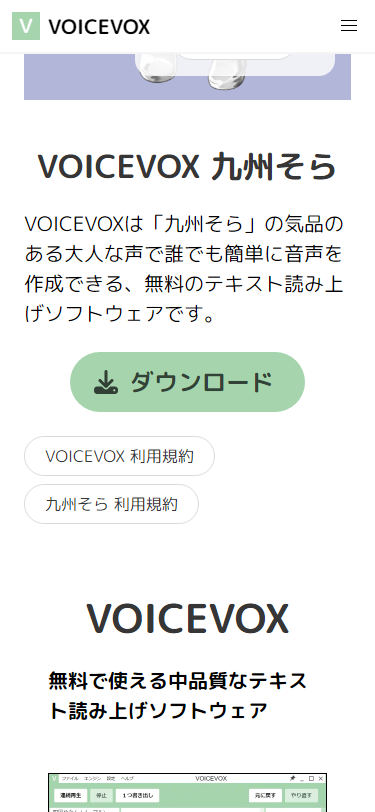 VOICEVOX
VOICEVOX 九州そら
VOICEVOXは「九州そら」の気品の
ある大人な声で誰でも簡単に音声を
作成できる、無料のテキスト読み上
げソフトウェアです。
ダウンロード
VOICEVOX 利用規約
九州そら 利用規約
VOICEVOX
無料で使える中品質なテキス
ト読み上げソフトウェア
ファイル エンジン 設定 ヘルプ VOICEVOX
連続再生 停止 1つ書き出し 元に戻す やり直す